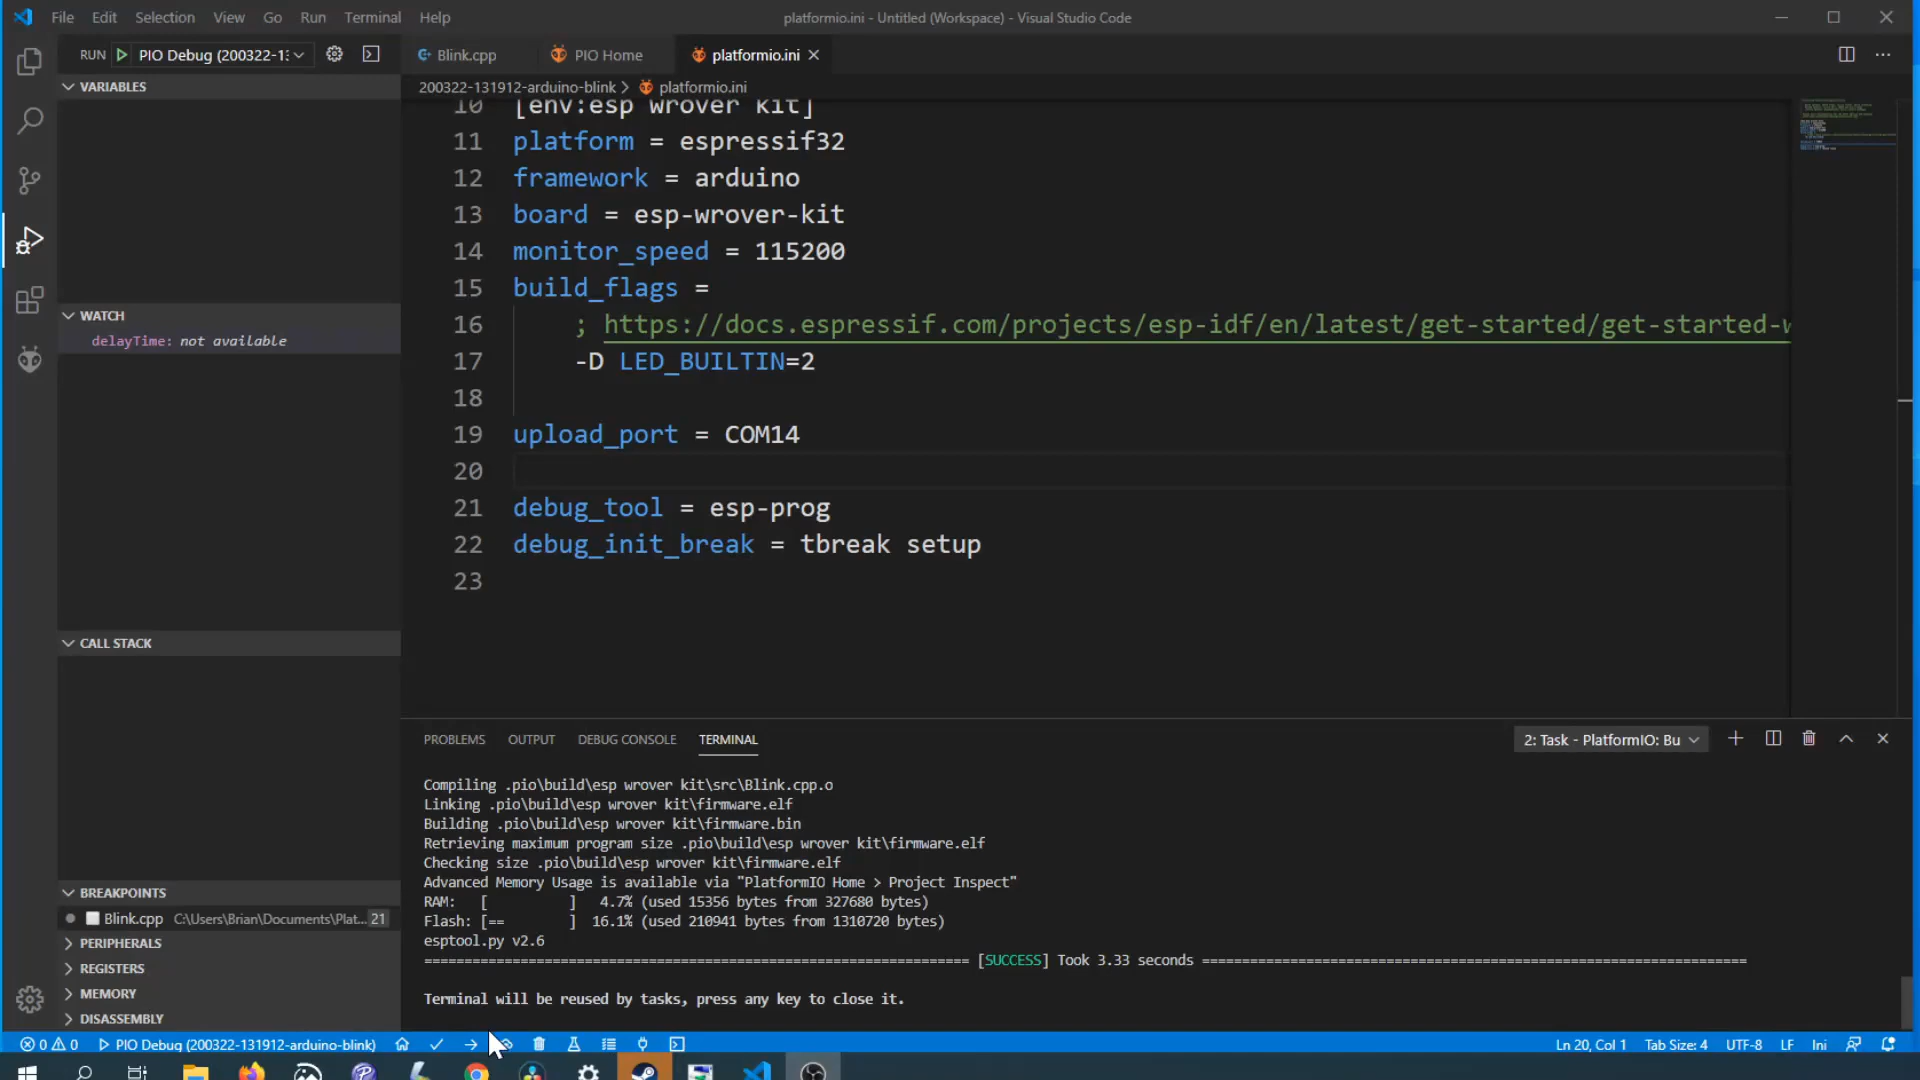 File Edit Selection View Go Run Terminal Help
platformio.ini - Untitled (Workspace) - Visual Studio Code
RUN PIO Debug (200322-13
Blink.cpp
PIO Home
platformio.ini
VARIABLES
200322-131912-arduino-blink > platformio.ini
10 [env:esp wrover kit]
11 platform = espressif32
12 framework = arduino
13 board = esp-wrover-kit
14 monitor_speed = 115200
15 build_flags =
16 ; https://docs.espressif.com/projects/esp-idf/en/latest/get-started/get-started-w
17 -D LED_BUILTIN=2
18
19 upload_port = COM14
20
21 debug_tool = esp-prog
22 debug_init_break = tbreak setup
23
WATCH
delayTime: not available
CALL STACK
BREAKPOINTS
Blink.cpp C:\Users\Brian\Documents\Plat... 21
PERIPHERALS
REGISTERS
MEMORY
DISASSEMBLY
PROBLEMS OUTPUT DEBUG CONSOLE TERMINAL
2: Task - PlatformIO: Bu
Compiling .pio\build\esp wrover kit\src\Blink.cpp.o
Linking .pio\build\esp wrover kit\firmware.elf
Building .pio\build\esp wrover kit\firmware.bin
Retrieving maximum program size .pio\build\esp wrover kit\firmware.elf
Checking size .pio\build\esp wrover kit\firmware.elf
Advanced Memory Usage is available via "PlatformIO Home > Project Inspect"
RAM: [          ] 4.7% (used 15356 bytes from 327680 bytes)
Flash: [==        ] 16.1% (used 210941 bytes from 1310720 bytes)
esptool.py v2.6
==================================================================== [SUCCESS] Took 3.33 seconds ====================================================================
Terminal will be reused by tasks, press any key to close it.
0 0 PIO Debug (200322-131912-arduino-blink)
Ln 20, Col 1 Tab Size: 4 UTF-8 LF Ini